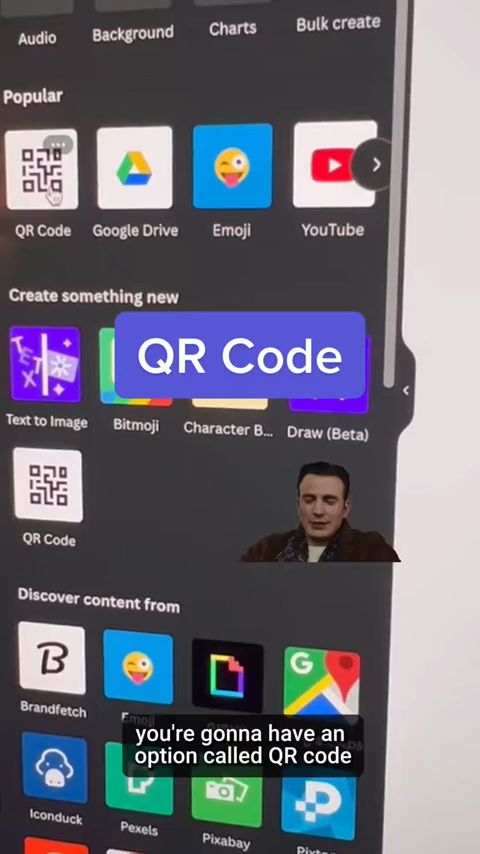 Audio
Background
Charts
Bulk create
Popular
QR Code
Google Drive
Emoji
YouTube
Create something new
QR Code
TEXT
Text to Image
Bitmoji
Character B...
Draw (Beta)
QR Code
Discover content from
B
G
Brandfetch
Emoji
you're gonna have an
option called QR code
Iconduck
Pexels
Pixabay